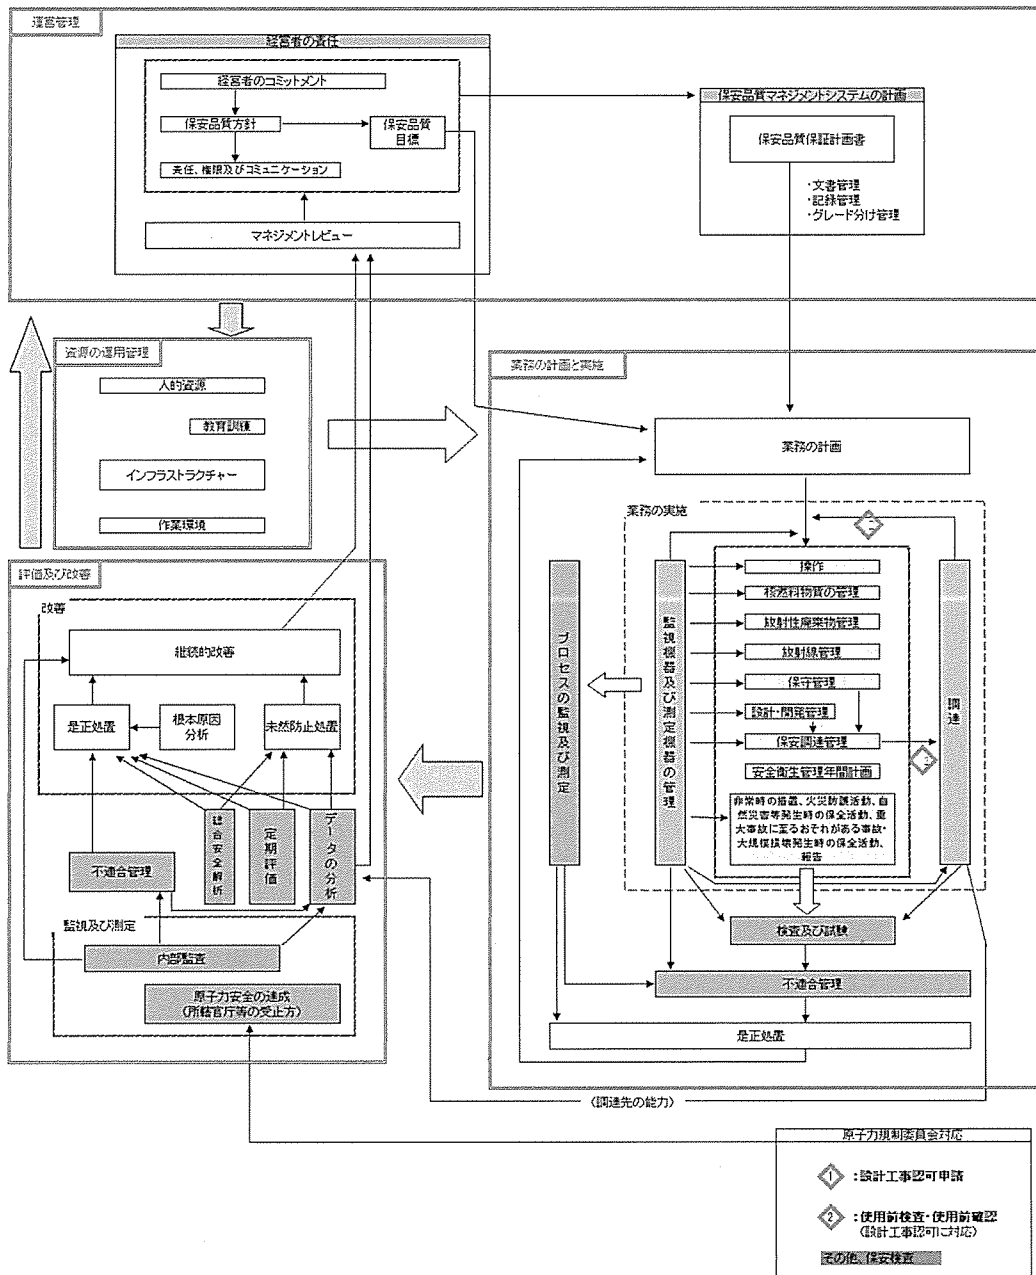 運営管理
経営者の責任
経営者のコミットメント
保安品質方針
保安品質
目標
責任、権限及びコミュニケーション
マネジメントレビュー
保安品質マネジメントシステムの計画
保安品質保証計画書
・文書管理
・記録管理
・グレード分け管理
資源の運用管理
人的資源
教育訓練
インフラストラクチャー
作業環境
業務の計画と実施
業務の計画
業務の実施
プロセスの監視及び測定
監視機器及び測定機器の管理
操作
核燃料物質の管理
放射性廃棄物管理
放射線管理
保守管理
設計・開発管理
保安調達管理
安全衛生管理年間計画
非常時の措置、火災防護活動、自
然災害等発生時の保全活動、重
大事故に至るおそれがある事故・
大規模損壊発生時の保全活動、
報告
調達
検査及び試験
不適合管理
是正処置
評価及び改善
改善
継続的改善
是正処置
根本原因
分析
未然防止処置
総合安全解析
定期評価
データの分析
不適合管理
監視及び測定
内部監査
原子力安全の達成
(所轄官庁等の受止方)
〈調達先の能力〉
原子力規制委員会対応
1 :設計工事認可申請
2 :使用前検査・使用前確認
(設計工事認可に対応)
その他、保安検査